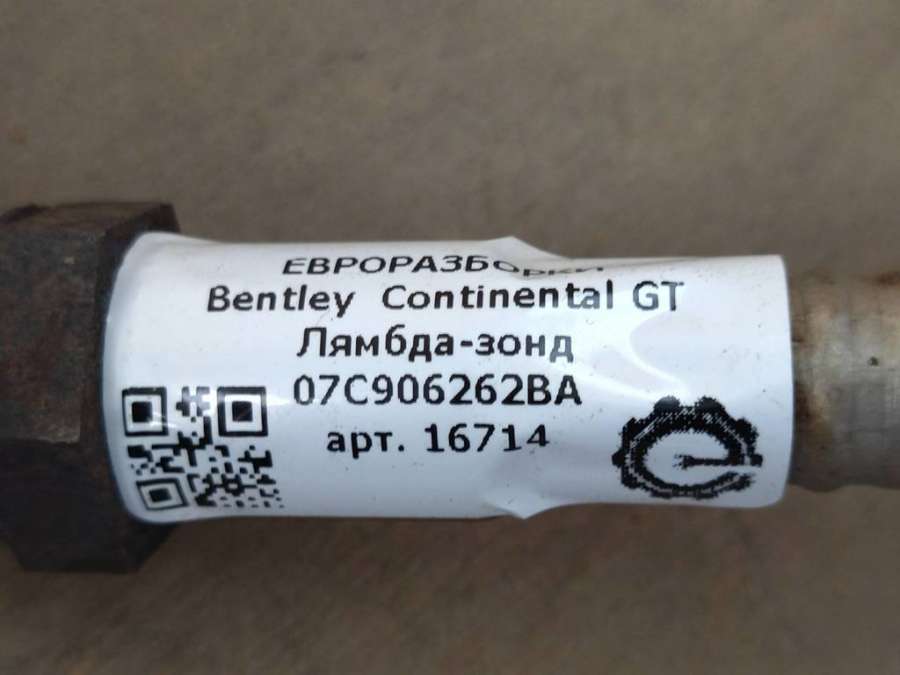 ЕВРОРАЗБОРКИ
Bentley Continental GT
Лямбда-зонд
07C906262BA
арт. 16714